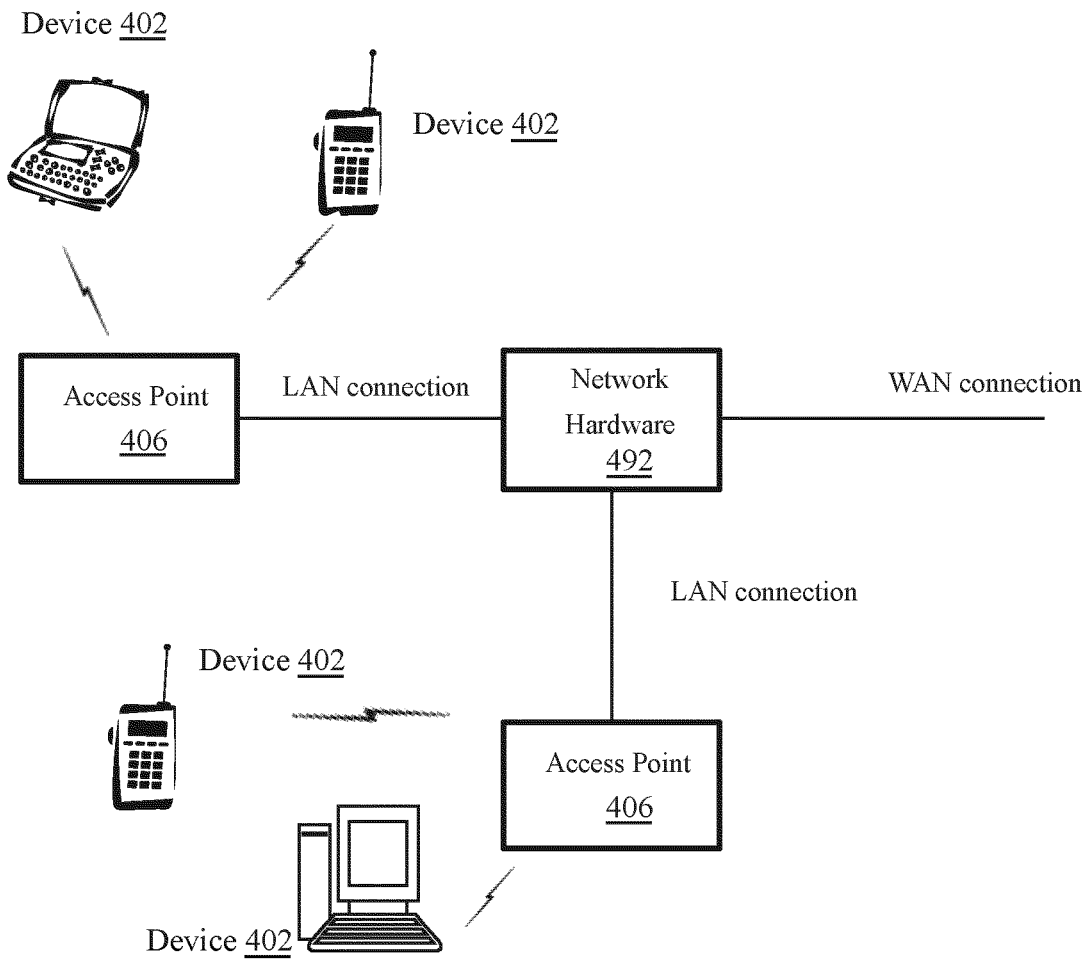 Device 402
Device 402
LAN connection
WAN connection
Access Point
406
Network
Hardware
492
LAN connection
Device 402
Access Point
406
Device 402